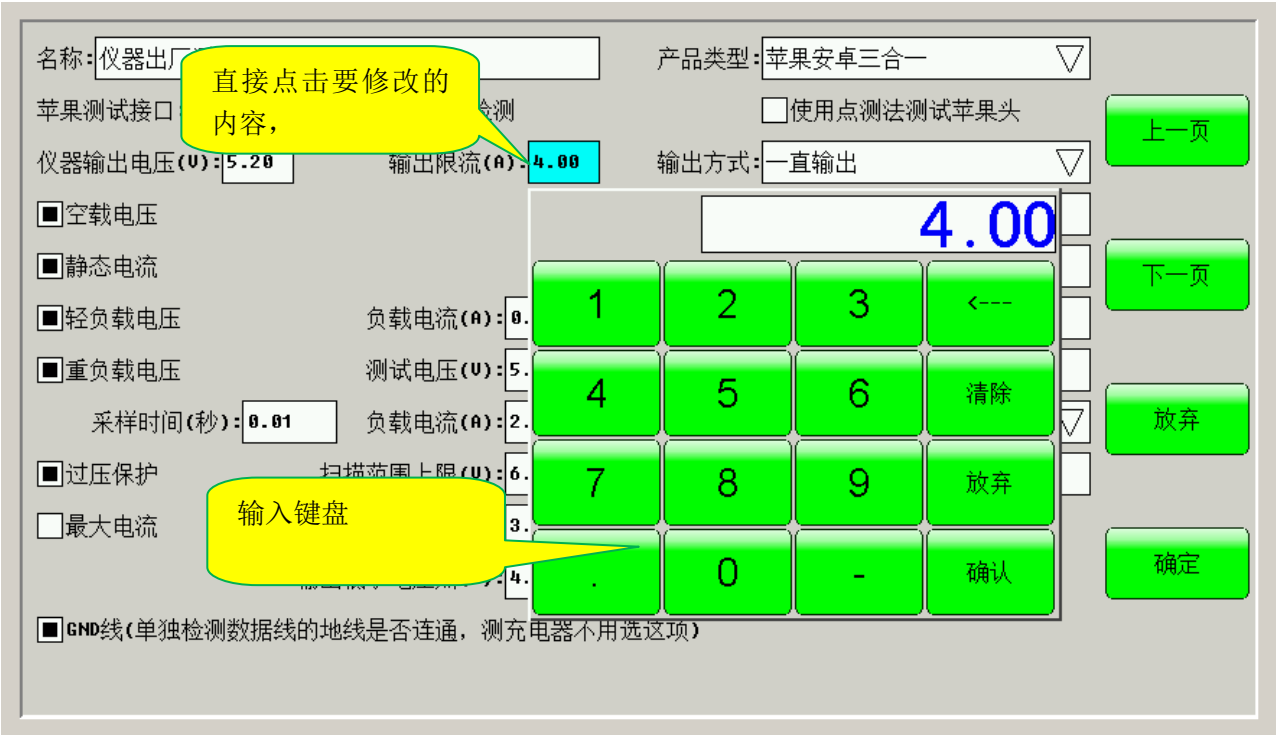 名称:仪器出厂
产品类型:苹果安卓三合一
直接点击要修改的
内容，
苹果测试接口
检测
使用点测法测试苹果头
上一页
仪器输出电压(V):5.20
输出限流(A):4.00
输出方式:一直输出
空载电压
4.00
静态电流
下一页
1
2
3
<---
轻负载电压
负载电流(A):0.
重负载电压
测试电压(V):5.
4
5
6
清除
采样时间(秒):0.01
负载电流(A):2.
放弃
过压保护
扫描范围上限(V):6.
7
8
9
放弃
输入键盘
最大电流
3.
4.
.
0
-
确认
确定
GND线(单独检测数据线的地线是否连通，测充电器不用选这项)